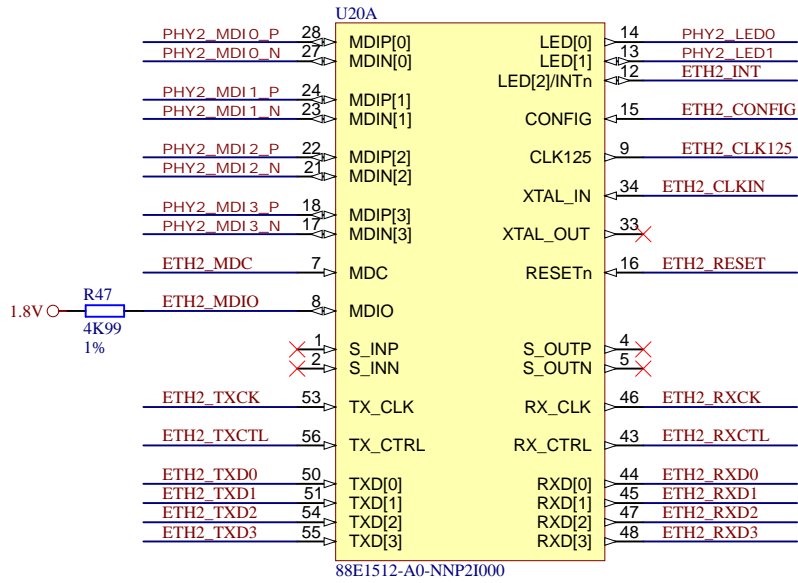 U20A
PHY2_MDI0_P 28 MDIP[0] LED[0] 14 PHY2_LED0
PHY2_MDI0_N 27 MDIN[0] LED[1] 13 PHY2_LED1
LED[2]/INTn 12 ETH2_INT
PHY2_MDI1_P 24 MDIP[1]
PHY2_MDI1_N 23 MDIN[1] CONFIG 15 ETH2_CONFIG
PHY2_MDI2_P 22 MDIP[2] CLK125 9 ETH2_CLK125
PHY2_MDI2_N 21 MDIN[2]
XTAL_IN 34 ETH2_CLKIN
PHY2_MDI3_P 18 MDIP[3]
PHY2_MDI3_N 17 MDIN[3] XTAL_OUT 33
ETH2_MDC 7 MDC RESETn 16 ETH2_RESET
R47
1.8V ETH2_MDIO 8 MDIO
4K99
1%
1 S_INP S_OUTP 4
2 S_INN S_OUTN 5
ETH2_TXCK 53 TX_CLK RX_CLK 46 ETH2_RXCK
ETH2_TXCTL 56 TX_CTRL RX_CTRL 43 ETH2_RXCTL
ETH2_TXD0 50 TXD[0] RXD[0] 44 ETH2_RXD0
ETH2_TXD1 51 TXD[1] RXD[1] 45 ETH2_RXD1
ETH2_TXD2 54 TXD[2] RXD[2] 47 ETH2_RXD2
ETH2_TXD3 55 TXD[3] RXD[3] 48 ETH2_RXD3
88E1512-A0-NNP2I000